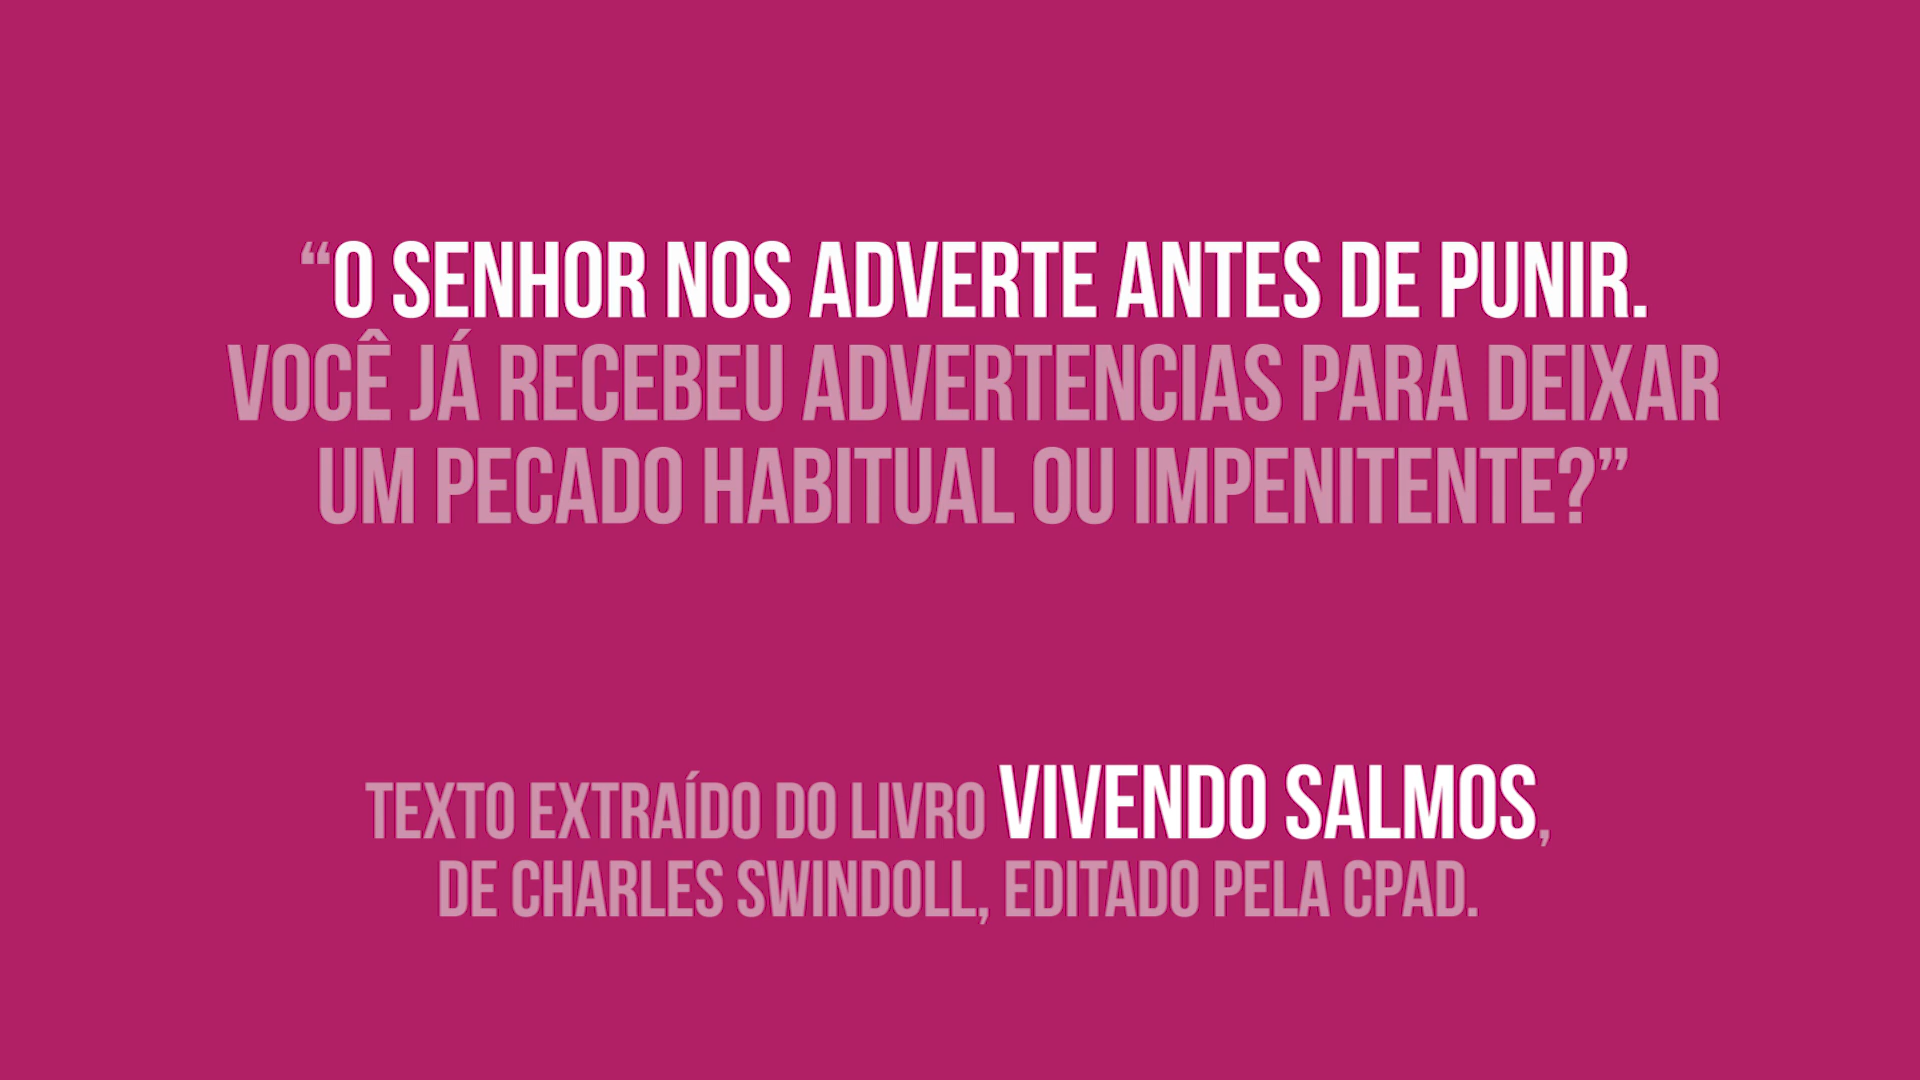 “O SENHOR NOS ADVERTE ANTES DE PUNIR.
VOCÊ JÁ RECEBEU ADVERTENCIAS PARA DEIXAR
UM PECADO HABITUAL OU IMPENITENTE?”
TEXTO EXTRAÍDO DO LIVRO VIVENDO SALMOS,
DE CHARLES SWINDOLL, EDITADO PELA CPAD.